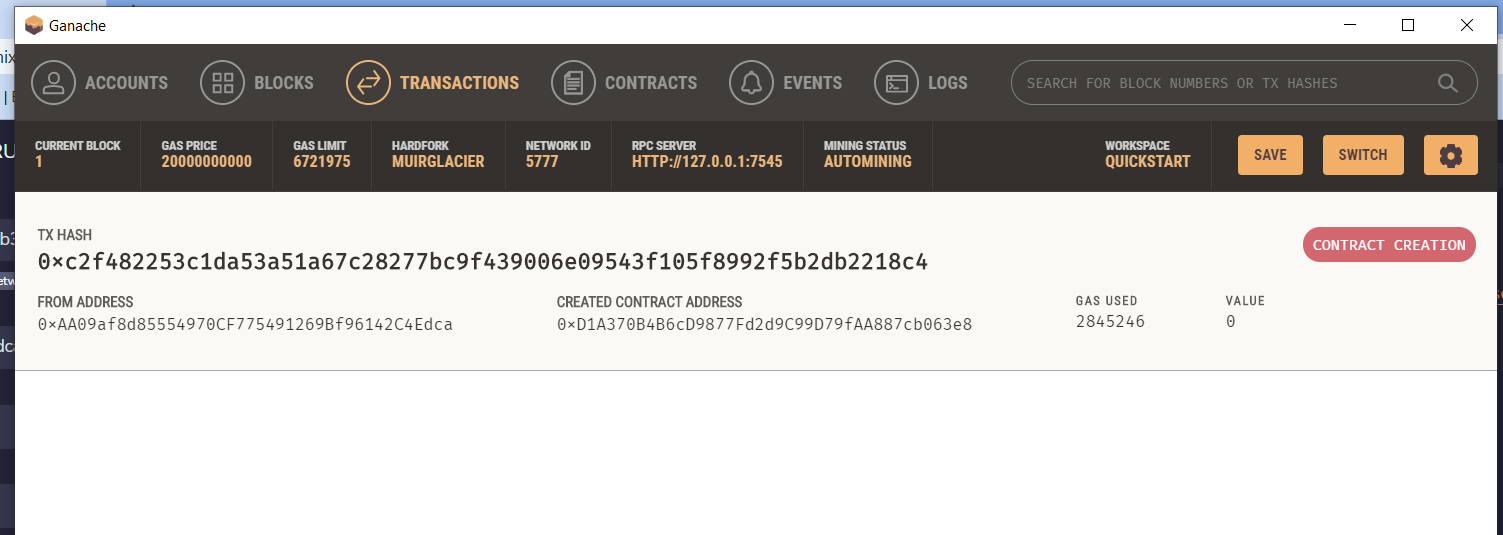 Ganache
ACCOUNTS BLOCKS TRANSACTIONS CONTRACTS EVENTS LOGS SEARCH FOR BLOCK NUMBERS OR TX HASHES
CURRENT BLOCK GAS PRICE GAS LIMIT HARDFORK NETWORK ID RPC SERVER MINING STATUS WORKSPACE
1 20000000000 6721975 MUIRGLACIER 5777 HTTP://127.0.0.1:7545 AUTOMINING QUICKSTART SAVE SWITCH
TX HASH
0×c2f482253c1da53a51a67c28277bc9f439006e09543f105f8992f5b2db2218c4 CONTRACT CREATION
FROM ADDRESS CREATED CONTRACT ADDRESS GAS USED VALUE
0×AA09af8d85554970CF775491269Bf96142C4Edca 0×D1A370B4B6cD9877Fd2d9C99D79fAA887cb063e8 2845246 0